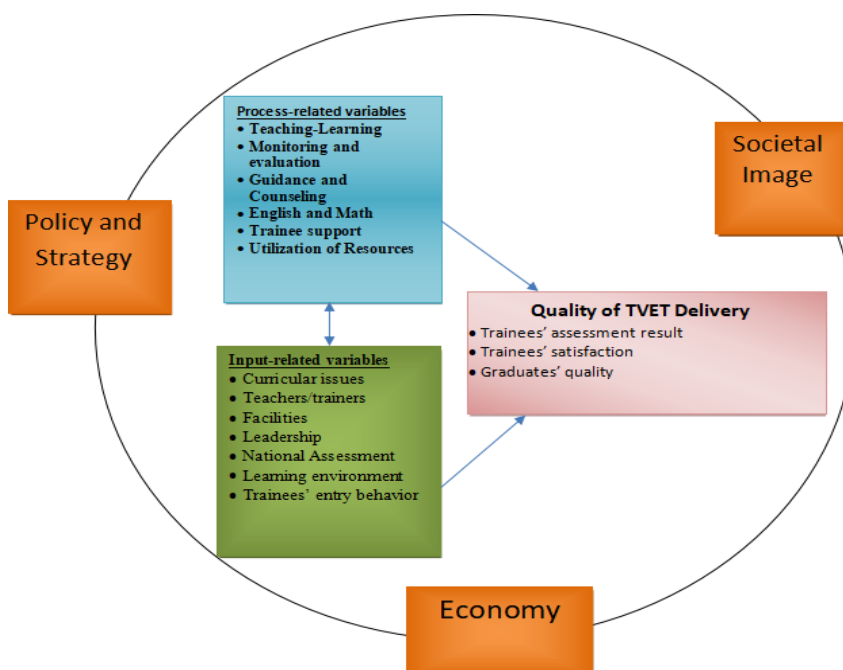 Process-related variables
• Teaching-Learning
• Monitoring and
evaluation
• Guidance and
Counseling
• English and Math
• Trainee support
• Utilization of Resources
Societal
Image
Policy and
Strategy
Quality of TVET Delivery
• Trainees’ assessment result
• Trainees’ satisfaction
• Graduates’ quality
Input-related variables
• Curricular issues
• Teachers/trainers
• Facilities
• Leadership
• National Assessment
• Learning environment
• Trainees’ entry behavior
Economy